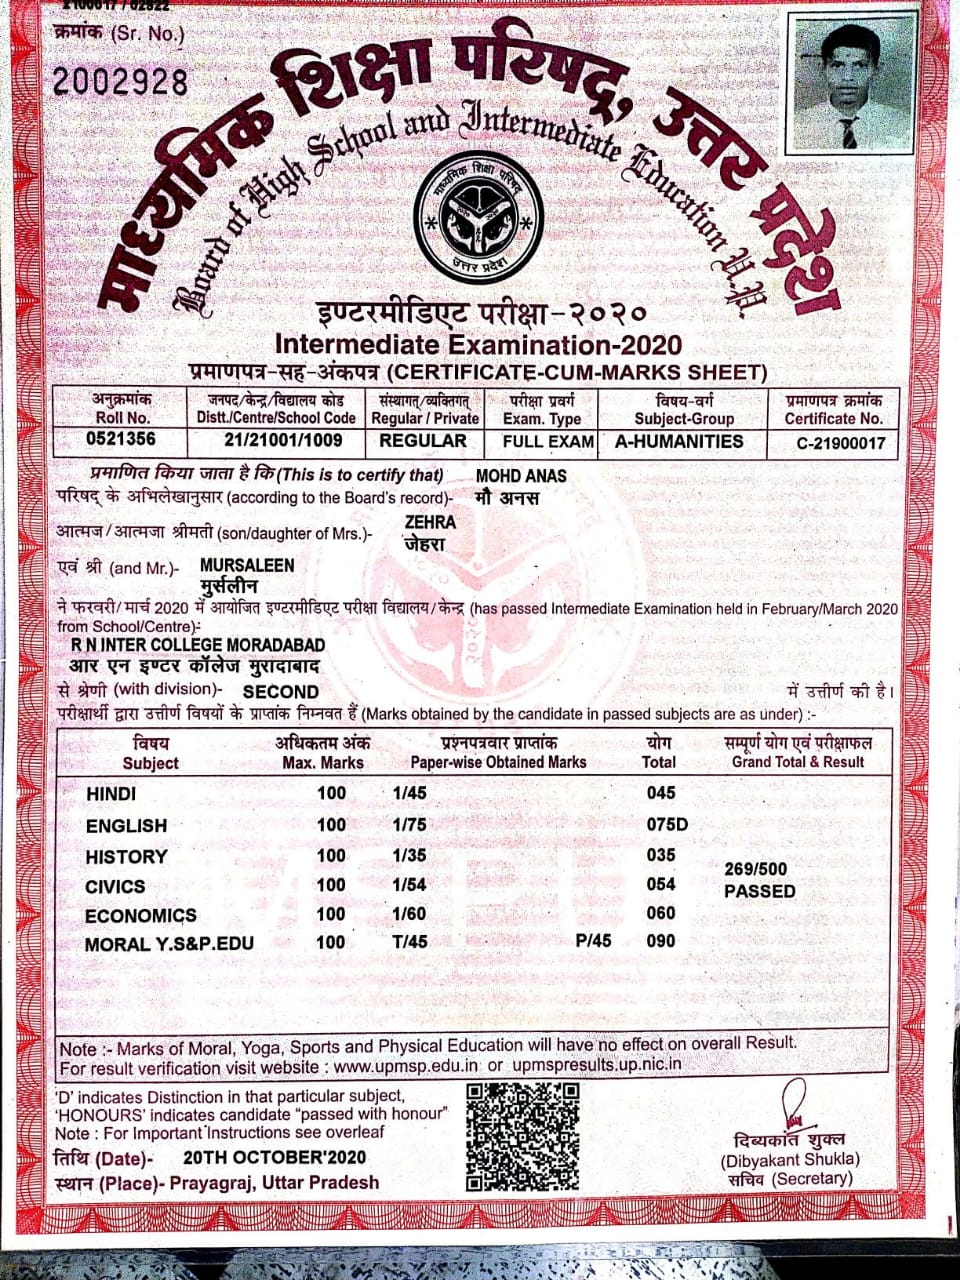 2100017 / 02822
क्रमांक (Sr. No.)
2002928
माध्यमिक शिक्षा परिषद्, उत्तर प्रदेश
Board of High School and Intermediate Education U.P.
माध्यमिक शिक्षा परिषद्
उत्तर प्रदेश
इण्टरमीडिएट परीक्षा-२०२०
Intermediate Examination-2020
प्रमाणपत्र-सह-अंकपत्र (CERTIFICATE-CUM-MARKS SHEET)
अनुक्रमांक जनपद/केन्द्र/विद्यालय कोड संस्थागत्/व्यक्तिगत् परीक्षा प्रवर्ग विषय-वर्ग प्रमाणपत्र क्रमांक
Roll No. Distt./Centre/School Code Regular / Private Exam. Type Subject-Group Certificate No.
0521356 21/21001/1009 REGULAR FULL EXAM A-HUMANITIES C-21900017
प्रमाणित किया जाता है कि (This is to certify that) MOHD ANAS
परिषद् के अभिलेखानुसार (according to the Board's record)- मौ अनस
ZEHRA
आत्मज/आत्मजा श्रीमती (son/daughter of Mrs.)- जेहरा
एवं श्री (and Mr.)- MURSALEEN
मुर्सलीन
ने फरवरी/मार्च 2020 में आयोजित इण्टरमीडिएट परीक्षा विद्यालय/केन्द्र (has passed Intermediate Examination held in February/March 2020
from School/Centre)-
R N INTER COLLEGE MORADABAD
आर एन इण्टर कॉलेज मुरादाबाद
से श्रेणी (with division)- SECOND में उत्तीर्ण की है।
परीक्षार्थी द्वारा उत्तीर्ण विषयों के प्राप्तांक निम्नवत हैं (Marks obtained by the candidate in passed subjects are as under) :-
विषय अधिकतम अंक प्रश्नपत्रवार प्राप्तांक योग सम्पूर्ण योग एवं परीक्षाफल
Subject Max. Marks Paper-wise Obtained Marks Total Grand Total & Result
HINDI 100 1/45 045
ENGLISH 100 1/75 075D
HISTORY 100 1/35 035
269/500
CIVICS 100 1/54 054
PASSED
ECONOMICS 100 1/60 060
MORAL Y.S&P.EDU 100 T/45 P/45 090
Note :- Marks of Moral, Yoga, Sports and Physical Education will have no effect on overall Result.
For result verification visit website : www.upmsp.edu.in or upmspresults.up.nic.in
'D' indicates Distinction in that particular subject,
'HONOURS' indicates candidate "passed with honour"
Note : For Important Instructions see overleaf
तिथि (Date)- 20TH OCTOBER'2020
स्थान (Place)- Prayagraj, Uttar Pradesh
दिब्यकांत शुक्ल
(Dibyakant Shukla)
सचिव (Secretary)